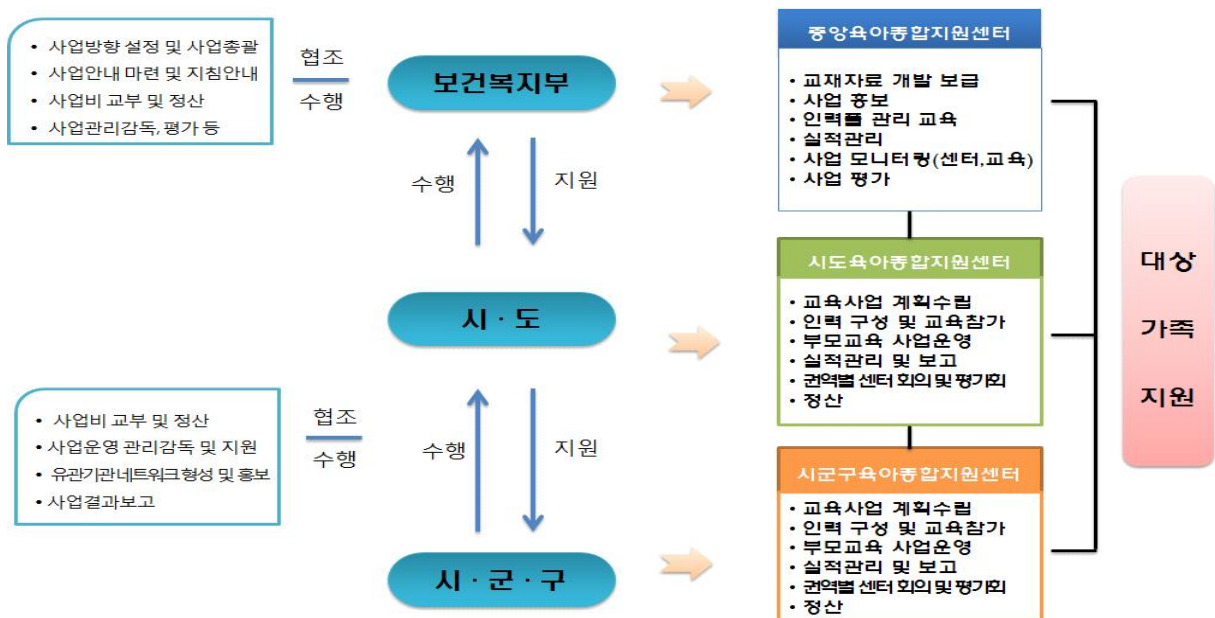 • 사업방향 설정 및 사업총괄
• 사업안내 마련 및 지침안내
• 사업비 교부 및 정산
• 사업관리감독, 평가 등
협조
수행
보건복지부
중앙육아종합지원센터
• 교재자료 개발 보급
• 사업 홍보
• 인력풀 관리 교육
• 실적관리
• 사업 모니터링(센터,교육)
• 사업 평가
수행
지원
시 · 도
시도육아종합지원센터
• 교육사업 계획수립
• 인력 구성 및 교육참가
• 부모교육 사업운영
• 실적관리 및 보고
• 권역별 센터 회의 및 평가회
• 정산
• 사업비 교부 및 정산
• 사업운영 관리감독 및 지원
• 유관기관 네트워크 형성 및 홍보
• 사업결과보고
협조
수행
수행
지원
시 · 군 · 구
시군구육아종합지원센터
• 교육사업 계획수립
• 인력 구성 및 교육참가
• 부모교육 사업운영
• 실적관리 및 보고
• 권역별 센터 회의 및 평가회
• 정산
대상
가족
지원